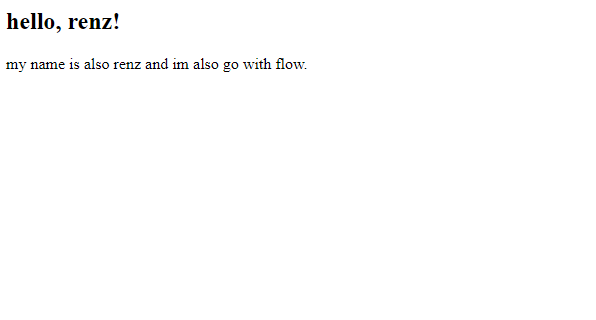 hello, renz!
my name is also renz and im also go with flow.